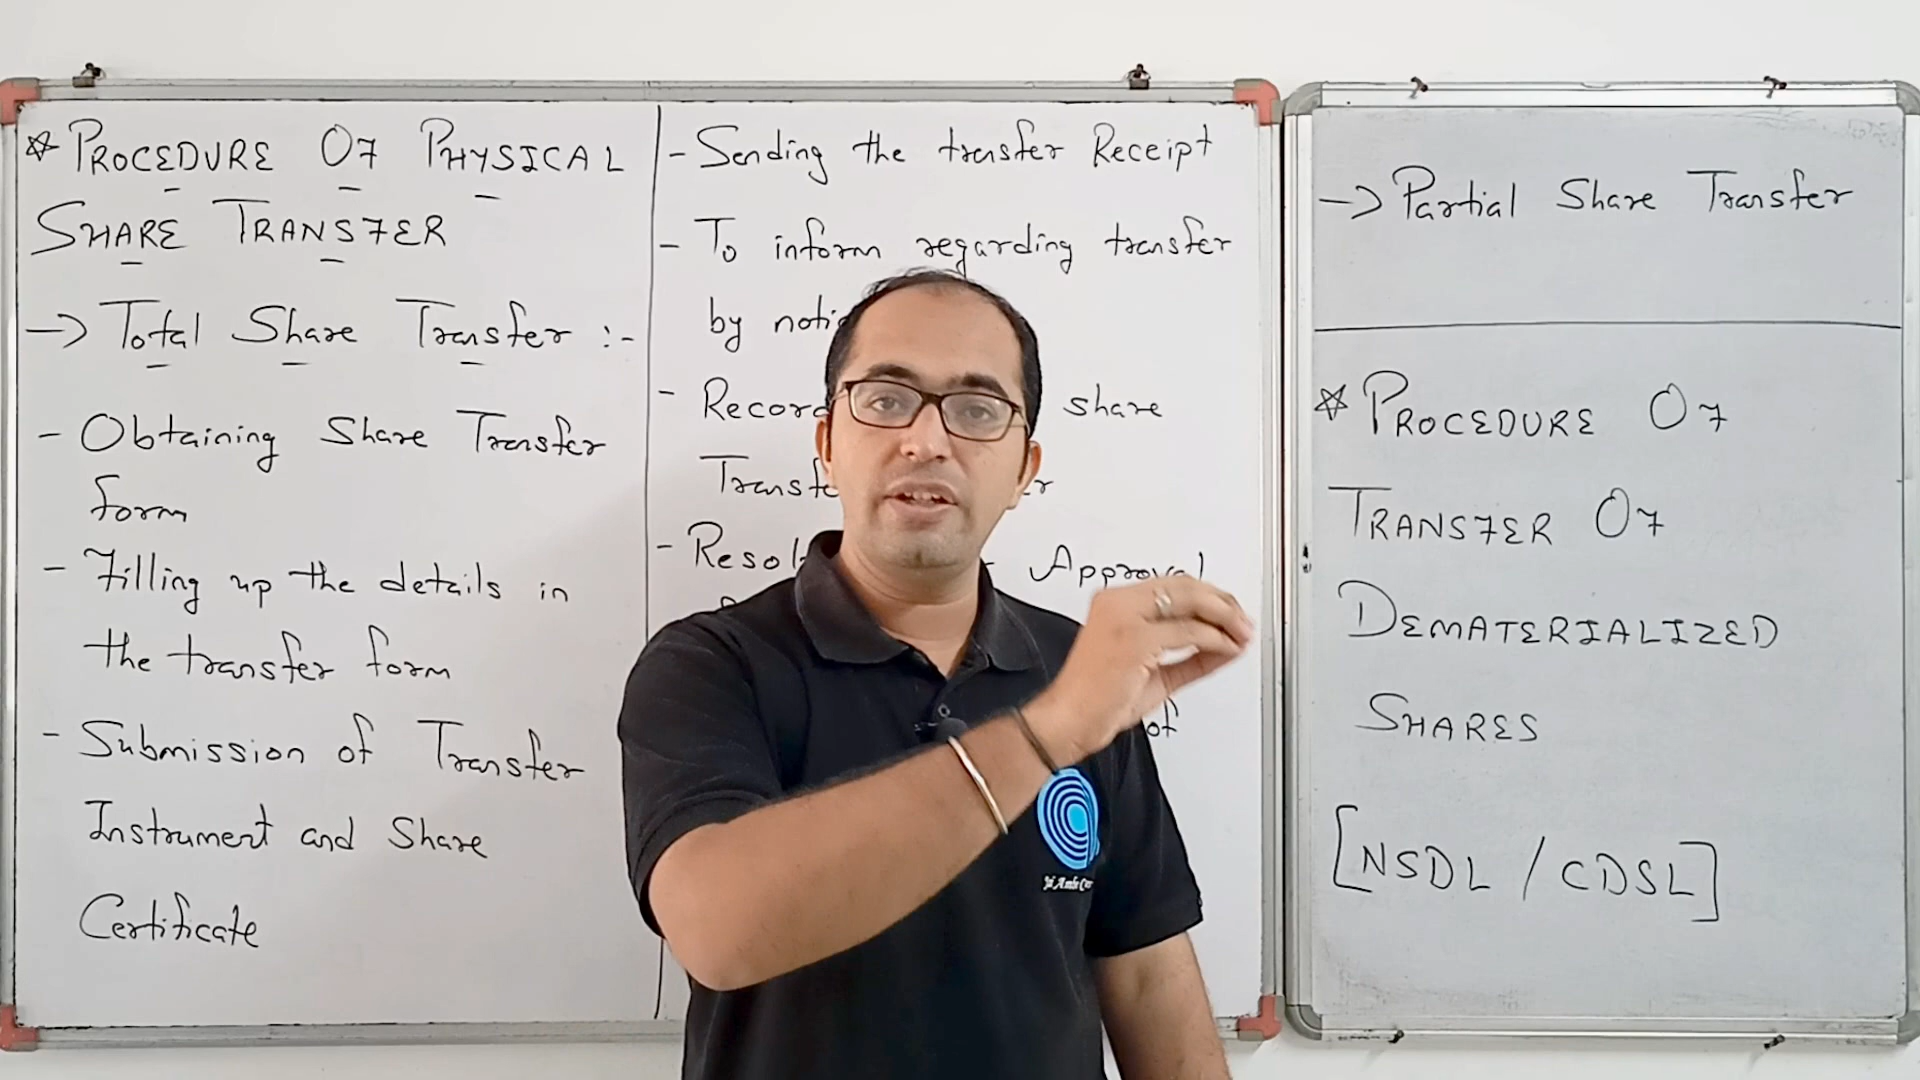 * PROCEDURE OF PHYSICAL
SHARE TRANSFER
-> Total Share Transfer :-
- Obtaining Share Transfer
form
- Filling up the details in
the transfer form
- Submission of Transfer
Instrument and Share
Certificate
- Sending the transfer Receipt
- To inform regarding transfer
by
- share
- Approval
of
-> Partial Share Transfer
* PROCEDURE OF
TRANSFER OF
DEMATERIALIZED
SHARES
[NSDL / CDSL]